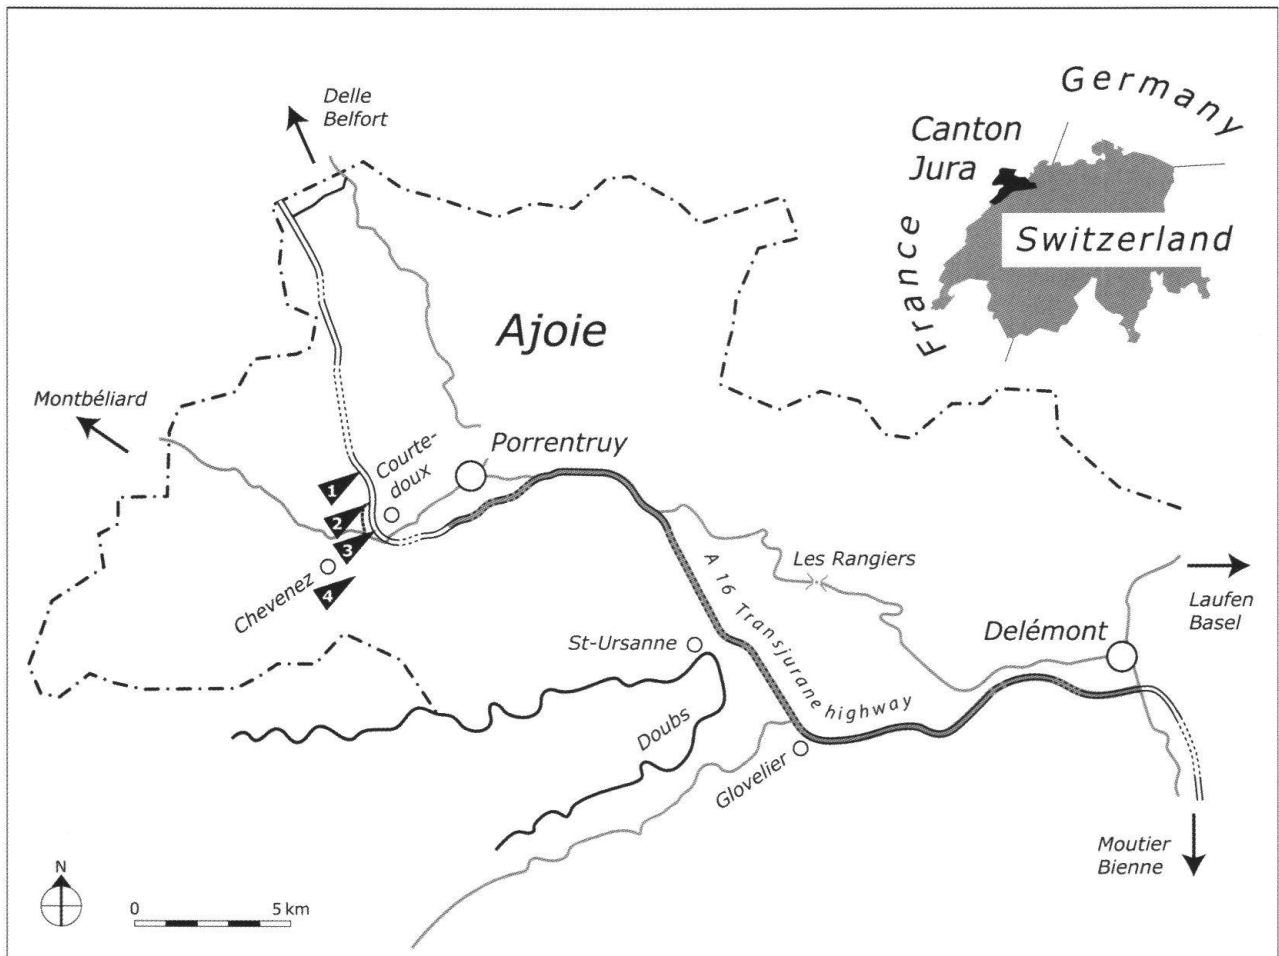 Delle
Belfort
Germany
Canton
Jura
France
Switzerland
Ajoie
Montbéliard
Courte-
doux
Porrentruy
1
2
3
4
Chevenez
Les Rangiers
A 16 Transjurane highway
Laufen
Basel
Delémont
St-Ursanne
Doubs
Glovelier
Moutier
Bienne
N
0 5 km